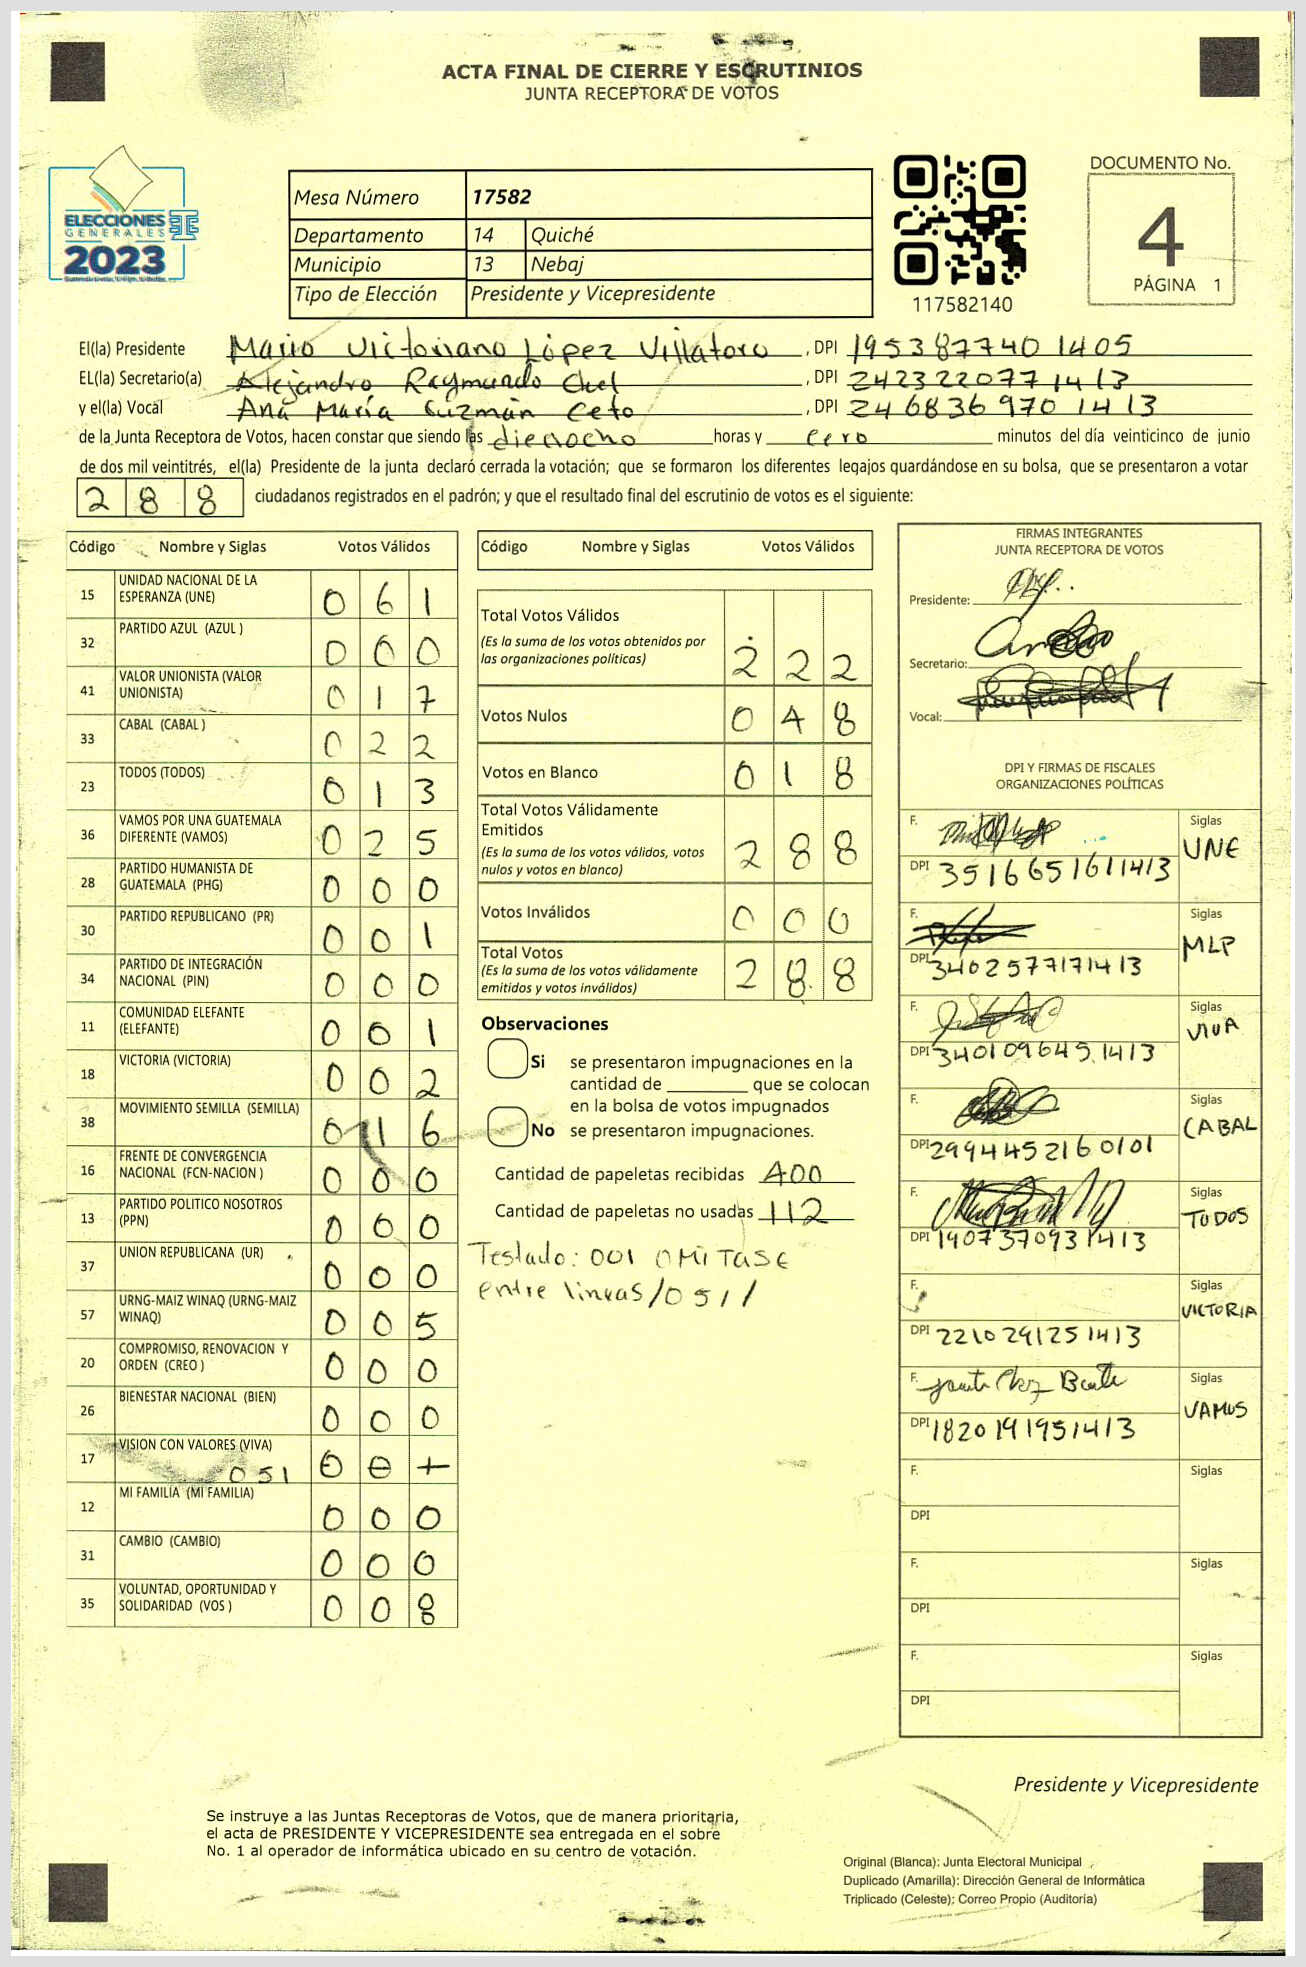 ACTA FINAL DE CIERRE Y ESCRUTINIOS
JUNTA RECEPTORA DE VOTOS
ELECCIONES
GENERALES
2023
Mesa Número 17582
Departamento 14 Quiché
Municipio 13 Nebaj
Tipo de Elección Presidente y Vicepresidente
117582140
DOCUMENTO No.
4
PÁGINA 1
El(la) Presidente Mario Victoriano López Villatoro, DPI 195387740 1405
EL(la) Secretario(a) Alejandro Raymundo Chel, DPI 242322077 1413
y el(la) Vocal Ana María Guzmán Ceto, DPI 246836970 1413
de la Junta Receptora de Votos, hacen constar que siendo las dieciocho horas y cero minutos del día veinticinco de junio
de dos mil veintitrés, el(la) Presidente de la junta declaró cerrada la votación; que se formaron los diferentes legajos guardándose en su bolsa, que se presentaron a votar
288 ciudadanos registrados en el padrón; y que el resultado final del escrutinio de votos es el siguiente:
Código Nombre y Siglas Votos Válidos
15 UNIDAD NACIONAL DE LA ESPERANZA (UNE) 0 6 1
32 PARTIDO AZUL (AZUL ) 0 0 0
41 VALOR UNIONISTA (VALOR UNIONISTA) 0 1 7
33 CABAL (CABAL ) 0 2 2
23 TODOS (TODOS) 0 1 3
36 VAMOS POR UNA GUATEMALA DIFERENTE (VAMOS) 0 2 5
28 PARTIDO HUMANISTA DE GUATEMALA (PHG) 0 0 0
30 PARTIDO REPUBLICANO (PR) 0 0 1
34 PARTIDO DE INTEGRACIÓN NACIONAL (PIN) 0 0 0
11 COMUNIDAD ELEFANTE (ELEFANTE) 0 0 1
18 VICTORIA (VICTORIA) 0 0 2
38 MOVIMIENTO SEMILLA (SEMILLA) 0 1 6
16 FRENTE DE CONVERGENCIA NACIONAL (FCN-NACION ) 0 0 0
13 PARTIDO POLITICO NOSOTROS (PPN) 0 0 0
37 UNION REPUBLICANA (UR) 0 0 0
57 URNG-MAIZ WINAQ (URNG-MAIZ WINAQ) 0 0 5
20 COMPROMISO, RENOVACION Y ORDEN (CREO ) 0 0 0
26 BIENESTAR NACIONAL (BIEN) 0 0 0
17 VISION CON VALORES (VIVA) 051 0 0 1
12 MI FAMILIA (MI FAMILIA) 0 0 0
31 CAMBIO (CAMBIO) 0 0 0
35 VOLUNTAD, OPORTUNIDAD Y SOLIDARIDAD (VOS ) 0 0 8
Código Nombre y Siglas Votos Válidos
Total Votos Válidos
(Es la suma de los votos obtenidos por las organizaciones políticas) 2 2 2
Votos Nulos 0 4 8
Votos en Blanco 0 1 8
Total Votos Válidamente Emitidos
(Es la suma de los votos válidos, votos nulos y votos en blanco) 2 8 8
Votos Inválidos 0 0 0
Total Votos
(Es la suma de los votos válidamente emitidos y votos inválidos) 2 8 8
Observaciones
Si se presentaron impugnaciones en la
cantidad de ________ que se colocan
en la bolsa de votos impugnados
No se presentaron impugnaciones.
Cantidad de papeletas recibidas 400
Cantidad de papeletas no usadas 112
Testado: 001 OMITASE
entre lineas/051/
FIRMAS INTEGRANTES
JUNTA RECEPTORA DE VOTOS
Presidente:
Secretario:
Vocal:
DPI Y FIRMAS DE FISCALES
ORGANIZACIONES POLÍTICAS
F. Siglas UNE
DPI 3516651611413
F. Siglas MLP
DPI 3402577171413
F. Siglas VIVA
DPI 3401096451413
F. Siglas CABAL
DPI 2994452160101
F. Siglas TODOS
DPI 1907370931413
F. Siglas VICTORIA
DPI 2210291251413
F. Siglas VAMOS
DPI 1820191951413
F. Siglas
DPI
F. Siglas
DPI
F. Siglas
DPI
Presidente y Vicepresidente
Se instruye a las Juntas Receptoras de Votos, que de manera prioritaria,
el acta de PRESIDENTE Y VICEPRESIDENTE sea entregada en el sobre
No. 1 al operador de informática ubicado en su centro de votación.
Original (Blanca): Junta Electoral Municipal
Duplicado (Amarilla): Dirección General de Informática
Triplicado (Celeste): Correo Propio (Auditoría)